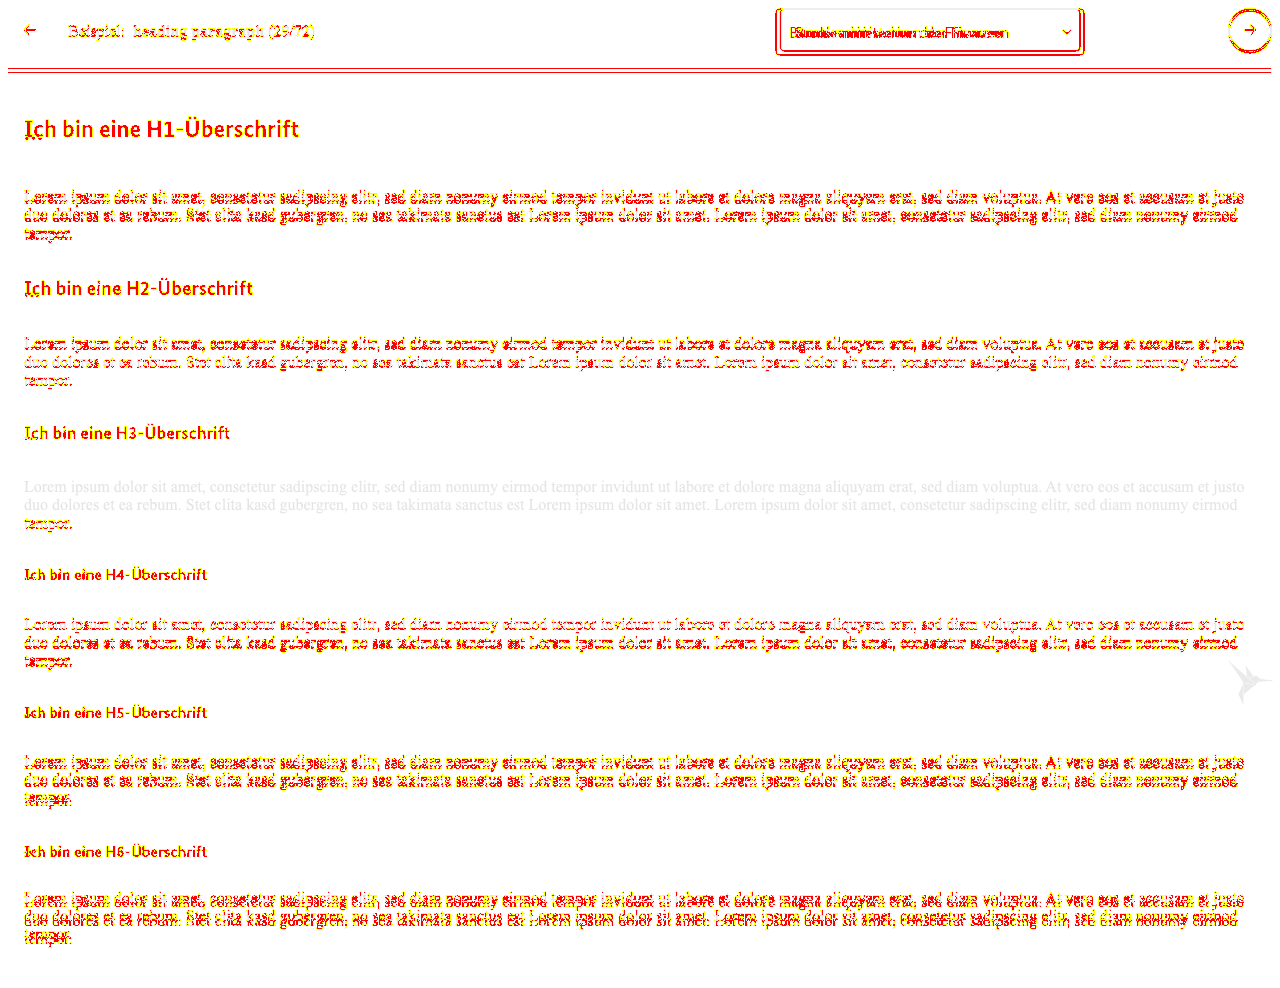 Beispiel: heading paragraph (29/72)
Ich bin eine H1-Überschrift
Lorem ipsum dolor sit amet, consetetur sadipscing elitr, sed diam nonumy eirmod tempor invidunt ut labore et dolore magna aliquyam erat, sed diam voluptua. At vero eos et accusam et justo
duo dolores et ea rebum. Stet clita kasd gubergren, no sea takimata sanctus est Lorem ipsum dolor sit amet. Lorem ipsum dolor sit amet, consetetur sadipscing elitr, sed diam nonumy eirmod
tempor.
Ich bin eine H2-Überschrift
Lorem ipsum dolor sit amet, consetetur sadipscing elitr, sed diam nonumy eirmod tempor invidunt ut labore et dolore magna aliquyam erat, sed diam voluptua. At vero eos et accusam et justo
duo dolores et ea rebum. Stet clita kasd gubergren, no sea takimata sanctus est Lorem ipsum dolor sit amet. Lorem ipsum dolor sit amet, consetetur sadipscing elitr, sed diam nonumy eirmod
tempor.
Ich bin eine H3-Überschrift
Lorem ipsum dolor sit amet, consetetur sadipscing elitr, sed diam nonumy eirmod tempor invidunt ut labore et dolore magna aliquyam erat, sed diam voluptua. At vero eos et accusam et justo
duo dolores et ea rebum. Stet clita kasd gubergren, no sea takimata sanctus est Lorem ipsum dolor sit amet. Lorem ipsum dolor sit amet, consetetur sadipscing elitr, sed diam nonumy eirmod
tempor.
Ich bin eine H4-Überschrift
Lorem ipsum dolor sit amet, consetetur sadipscing elitr, sed diam nonumy eirmod tempor invidunt ut labore et dolore magna aliquyam erat, sed diam voluptua. At vero eos et accusam et justo
duo dolores et ea rebum. Stet clita kasd gubergren, no sea takimata sanctus est Lorem ipsum dolor sit amet. Lorem ipsum dolor sit amet, consetetur sadipscing elitr, sed diam nonumy eirmod
tempor.
Ich bin eine H5-Überschrift
Lorem ipsum dolor sit amet, consetetur sadipscing elitr, sed diam nonumy eirmod tempor invidunt ut labore et dolore magna aliquyam erat, sed diam voluptua. At vero eos et accusam et justo
duo dolores et ea rebum. Stet clita kasd gubergren, no sea takimata sanctus est Lorem ipsum dolor sit amet. Lorem ipsum dolor sit amet, consetetur sadipscing elitr, sed diam nonumy eirmod
tempor.
Ich bin eine H6-Überschrift
Lorem ipsum dolor sit amet, consetetur sadipscing elitr, sed diam nonumy eirmod tempor invidunt ut labore et dolore magna aliquyam erat, sed diam voluptua. At vero eos et accusam et justo
duo dolores et ea rebum. Stet clita kasd gubergren, no sea takimata sanctus est Lorem ipsum dolor sit amet. Lorem ipsum dolor sit amet, consetetur sadipscing elitr, sed diam nonumy eirmod
tempor.